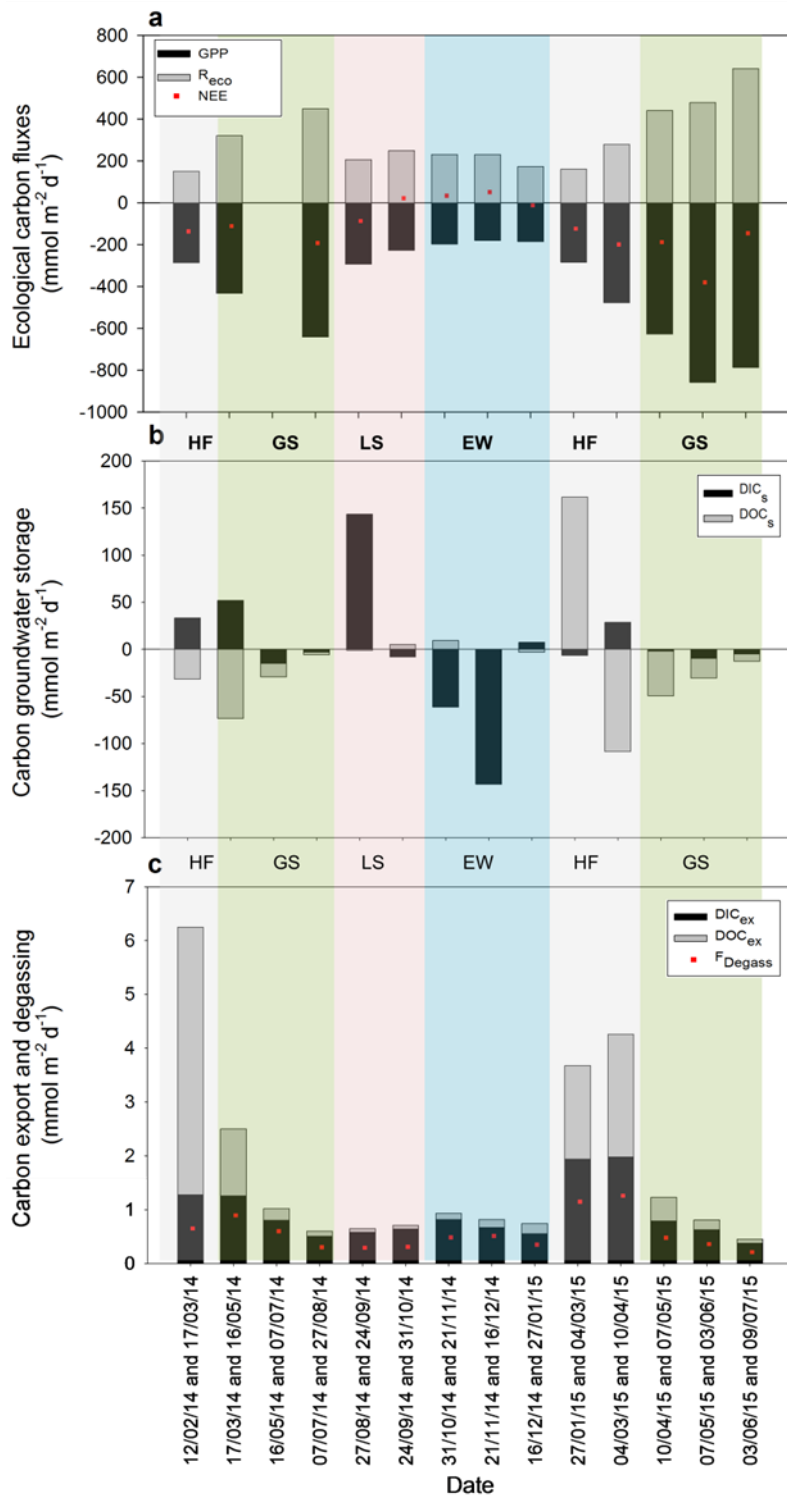 a
800
600
400
200
0
-200
-400
-600
-800
-1000
Ecological carbon fluxes
(mmol m-2 d-1)
GPP
Reco
NEE
b
HF GS LS EW HF GS
200
150
100
50
0
-50
-100
-150
-200
Carbon groundwater storage
(mmol m-2 d-1)
DICs
DOCs
c
HF GS LS EW HF GS
7
6
5
4
3
2
1
0
Carbon export and degassing
(mmol m-2 d-1)
DICex
DOCex
FDegass
12/02/14 and 17/03/14
17/03/14 and 16/05/14
16/05/14 and 07/07/14
07/07/14 and 27/08/14
27/08/14 and 24/09/14
24/09/14 and 31/10/14
31/10/14 and 21/11/14
21/11/14 and 16/12/14
16/12/14 and 27/01/15
27/01/15 and 04/03/15
04/03/15 and 10/04/15
10/04/15 and 07/05/15
07/05/15 and 03/06/15
03/06/15 and 09/07/15
Date